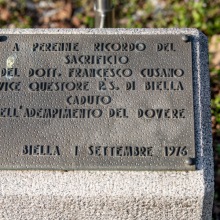 A PERENNE RICORDO DEL
SACRIFICIO
DEL DOTT. FRANCESCO CUSANO
VICE QUESTORE P.S. DI BIELLA
CADUTO
NELL'ADEMPIMENTO DEL DOVERE
BIELLA 1 SETTEMBRE 1976